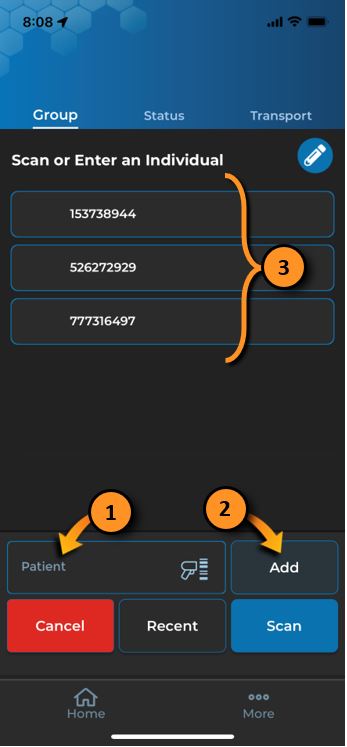 8:08
Group Status Transport
Scan or Enter an Individual
153738944
526272929
3
777316497
1
2
Patient
Add
Cancel Recent Scan
Home More